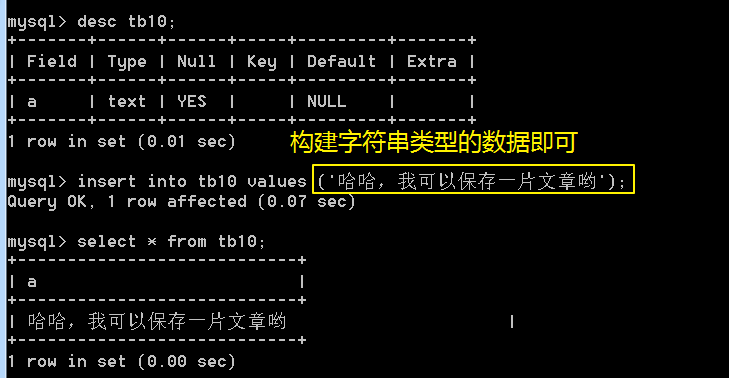 mysql> desc tb10;
+-------+------+------+-----+---------+-------+
| Field | Type | Null | Key | Default | Extra |
+-------+------+------+-----+---------+-------+
| a     | text | YES  |     | NULL    |       |
+-------+------+------+-----+---------+-------+
1 row in set (0.01 sec)
构建字符串类型的数据即可
mysql> insert into tb10 values ('哈哈，我可以保存一片文章哟');
Query OK, 1 row affected (0.07 sec)
mysql> select * from tb10;
+----------------------------+
| a                          |
+----------------------------+
| 哈哈，我可以保存一片文章哟 |
+----------------------------+
1 row in set (0.00 sec)